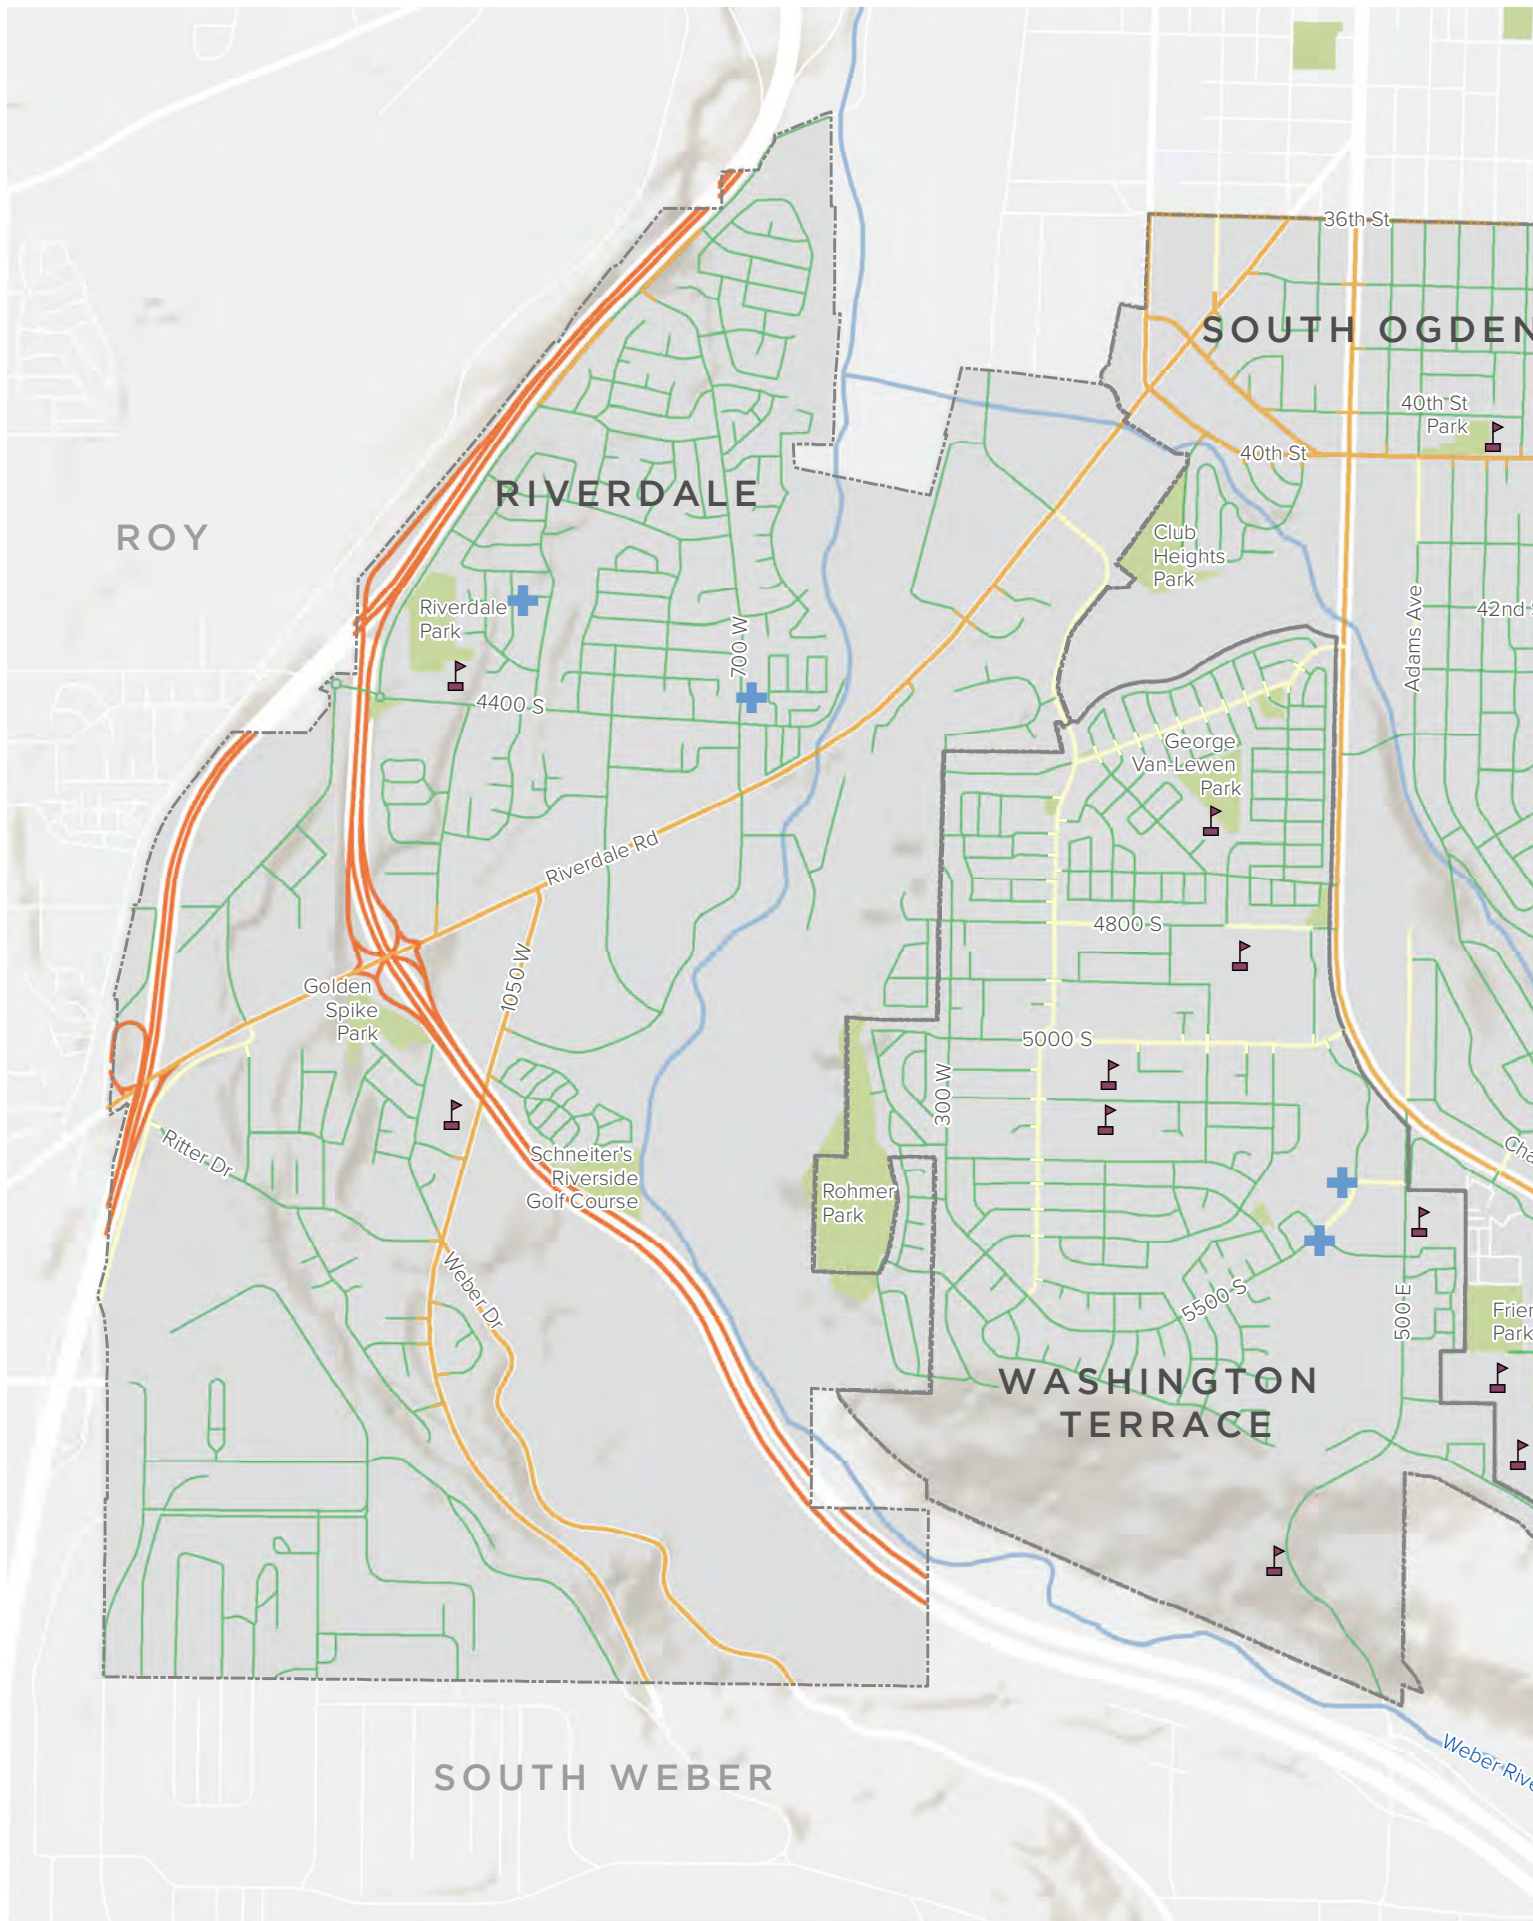 36th St
SOUTH OGDEN
40th St
Park
40th St
RIVERDALE
ROY
Club
Heights
Park
Riverdale
Park
Adams Ave
42nd
700 W
4400 S
George
Van-Lewen
Park
Riverdale Rd
4800 S
1050 W
Golden
Spike
Park
5000 S
300 W
Ritter Dr
Schneiter's
Riverside
Golf Course
Rohmer
Park
Weber Dr
5500 S
500 E
Park
WASHINGTON
TERRACE
SOUTH WEBER
Weber Rive